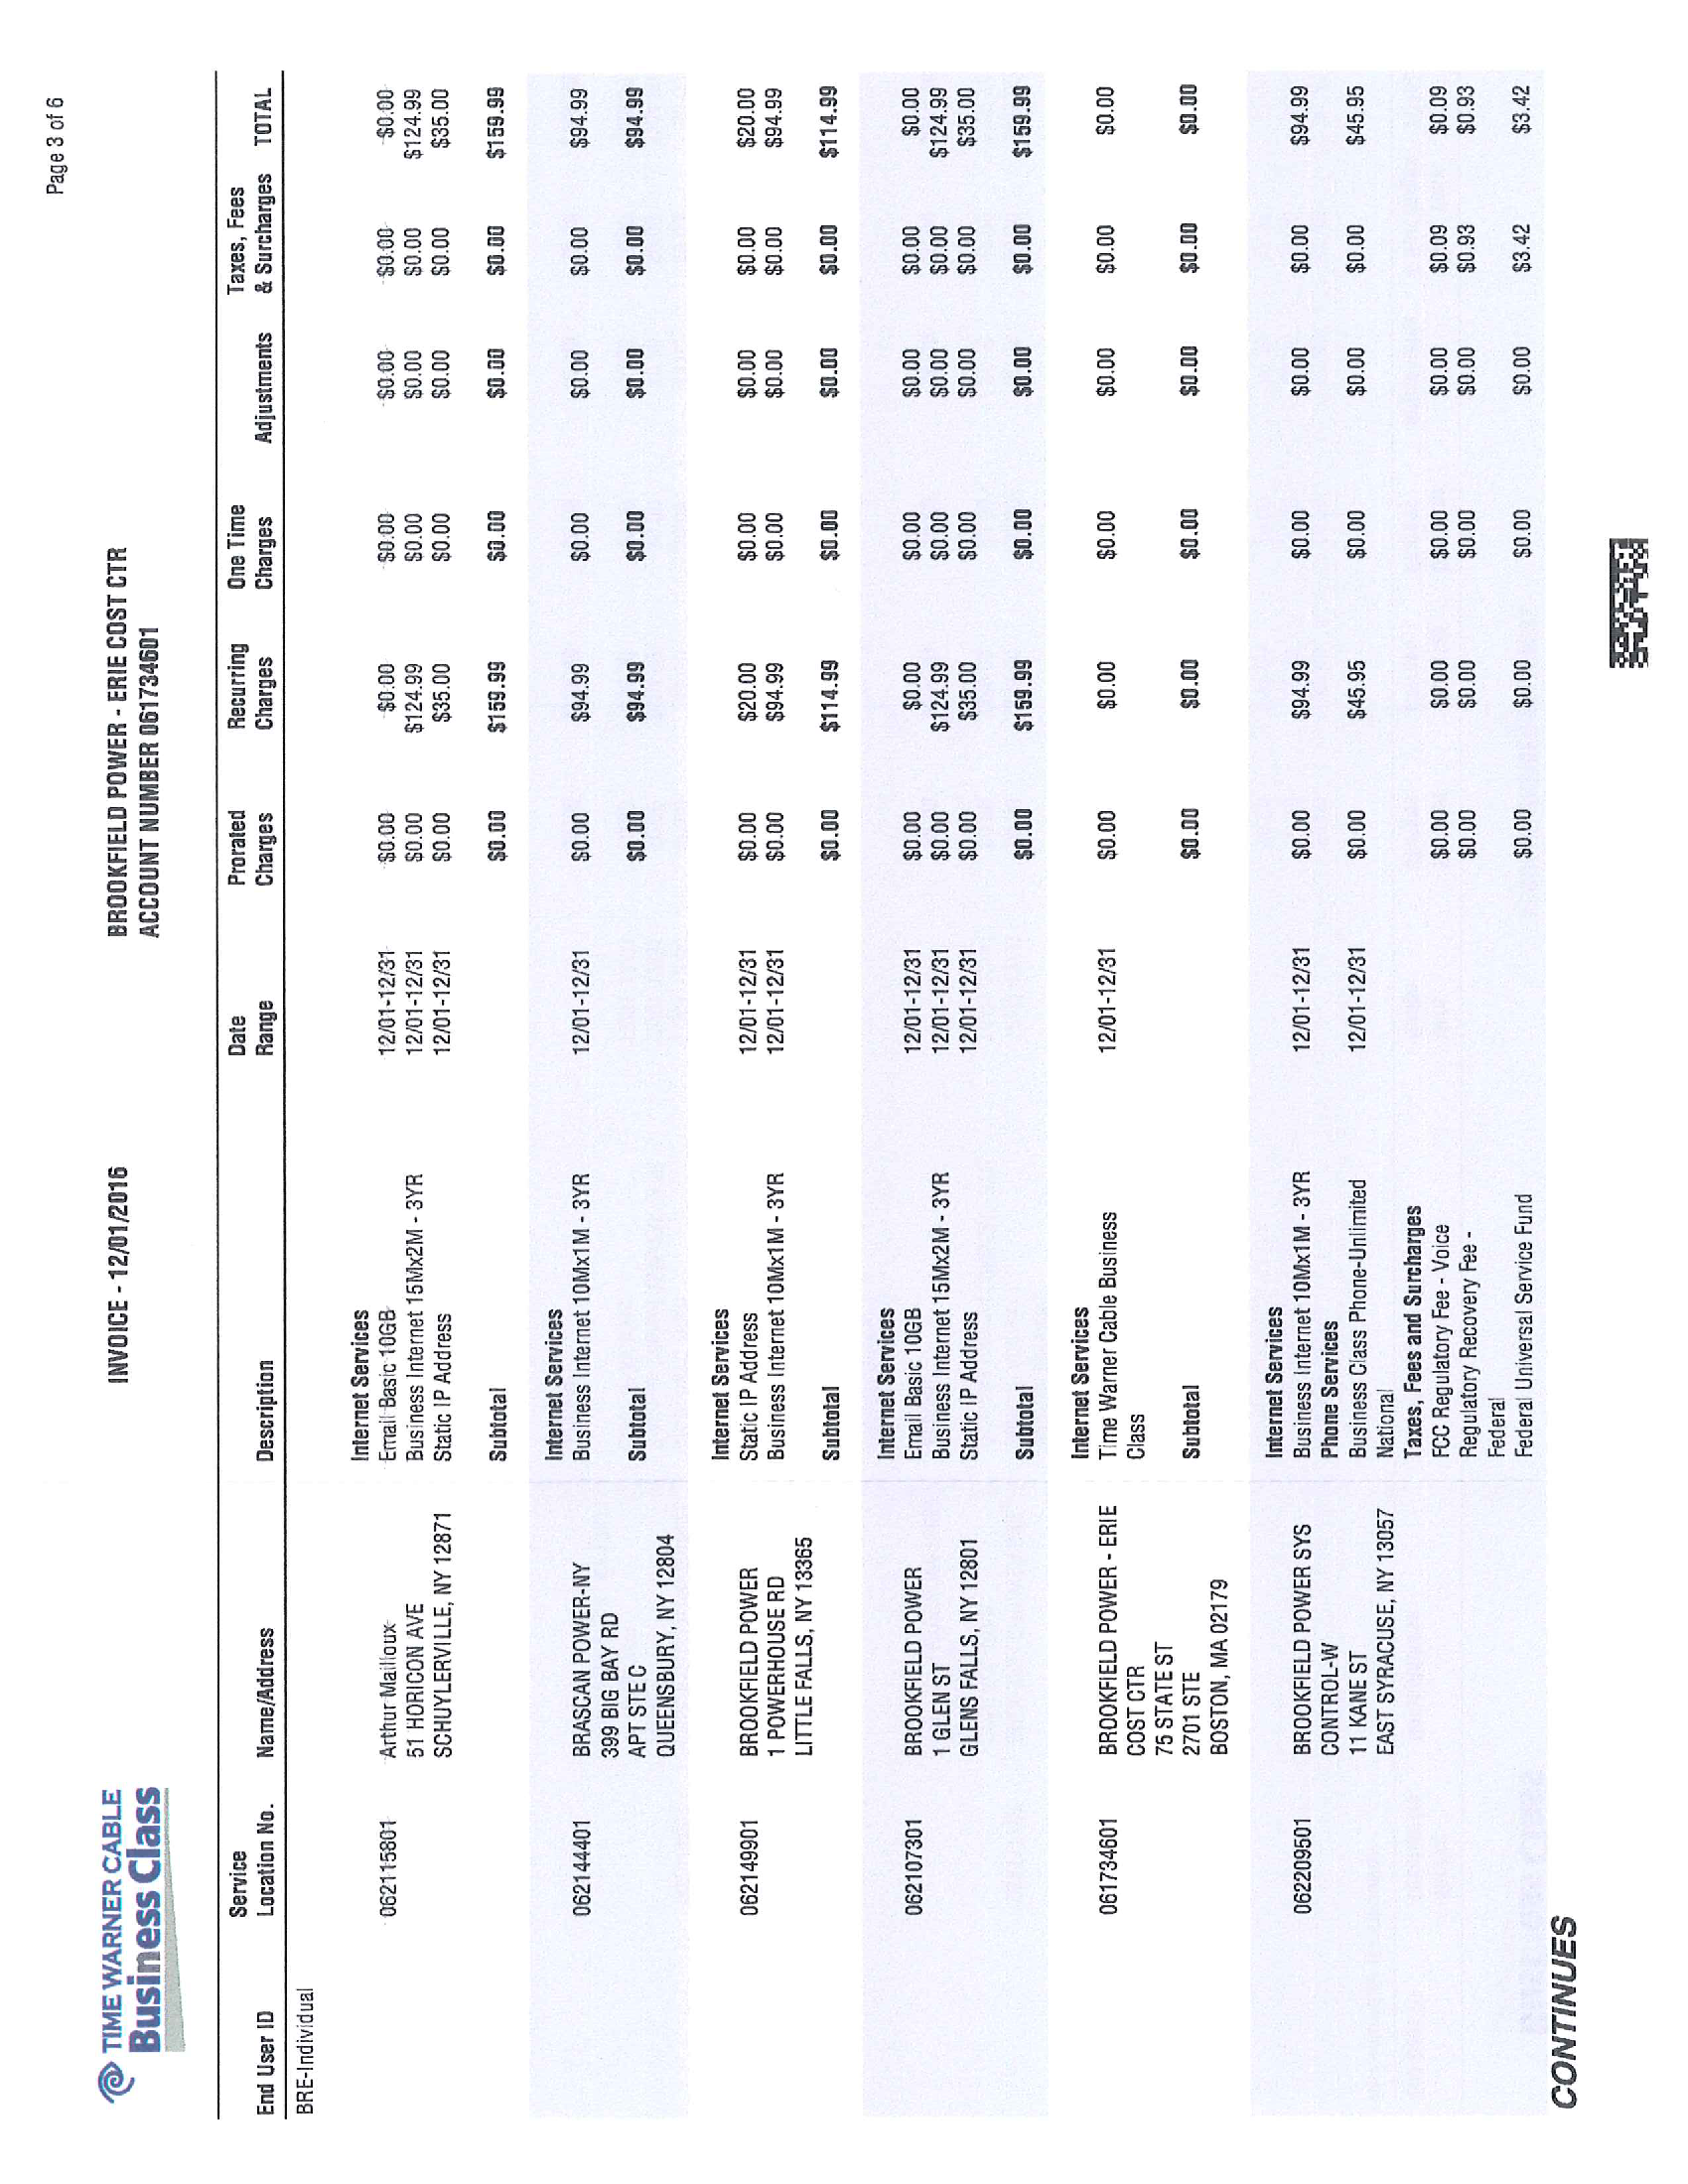 Page 3 of 6
TIME WARNER CABLE
Business Class
INVOICE - 12/01/2016
BROOKFIELD POWER - ERIE COST CTR
ACCOUNT NUMBER 061734601
End User ID Service Location No. Name/Address Description Date Range Prorated Charges Recurring Charges One Time Charges Adjustments Taxes, Fees & Surcharges TOTAL
BRE-Individual
Internet Services
062115801 Arthur Mailloux Email Basic 10GB 12/01-12/31 $0.00 $0.00 $0.00 $0.00 $0.00 $0.00
51 HORICON AVE Business Internet 15Mx2M - 3YR 12/01-12/31 $0.00 $124.99 $0.00 $0.00 $0.00 $124.99
SCHUYLERVILLE, NY 12871 Static IP Address 12/01-12/31 $0.00 $35.00 $0.00 $0.00 $0.00 $35.00
Subtotal $0.00 $159.99 $0.00 $0.00 $0.00 $159.99
Internet Services
062144401 BRASCAN POWER-NY Business Internet 10Mx1M - 3YR 12/01-12/31 $0.00 $94.99 $0.00 $0.00 $0.00 $94.99
399 BIG BAY RD
APT STE C Subtotal $0.00 $94.99 $0.00 $0.00 $0.00 $94.99
QUEENSBURY, NY 12804
Internet Services
062149901 BROOKFIELD POWER Static IP Address 12/01-12/31 $0.00 $20.00 $0.00 $0.00 $0.00 $20.00
1 POWERHOUSE RD Business Internet 10Mx1M - 3YR 12/01-12/31 $0.00 $94.99 $0.00 $0.00 $0.00 $94.99
LITTLE FALLS, NY 13365
Subtotal $0.00 $114.99 $0.00 $0.00 $0.00 $114.99
Internet Services
062107301 BROOKFIELD POWER Email Basic 10GB 12/01-12/31 $0.00 $0.00 $0.00 $0.00 $0.00 $0.00
1 GLEN ST Business Internet 15Mx2M - 3YR 12/01-12/31 $0.00 $124.99 $0.00 $0.00 $0.00 $124.99
GLENS FALLS, NY 12801 Static IP Address 12/01-12/31 $0.00 $35.00 $0.00 $0.00 $0.00 $35.00
Subtotal $0.00 $159.99 $0.00 $0.00 $0.00 $159.99
Internet Services
061734601 BROOKFIELD POWER - ERIE Time Warner Cable Business 12/01-12/31 $0.00 $0.00 $0.00 $0.00 $0.00 $0.00
COST CTR Class
75 STATE ST
2701 STE Subtotal $0.00 $0.00 $0.00 $0.00 $0.00 $0.00
BOSTON, MA 02179
Internet Services
062209501 BROOKFIELD POWER SYS Business Internet 10Mx1M - 3YR 12/01-12/31 $0.00 $94.99 $0.00 $0.00 $0.00 $94.99
CONTROL-W Phone Services
11 KANE ST Business Class Phone-Unlimited 12/01-12/31 $0.00 $45.95 $0.00 $0.00 $0.00 $45.95
EAST SYRACUSE, NY 13057 National
Taxes, Fees and Surcharges
FCC Regulatory Fee - Voice $0.00 $0.00 $0.00 $0.00 $0.09 $0.09
Regulatory Recovery Fee - $0.00 $0.00 $0.00 $0.00 $0.93 $0.93
Federal
Federal Universal Service Fund $0.00 $0.00 $0.00 $0.00 $3.42 $3.42
CONTINUES